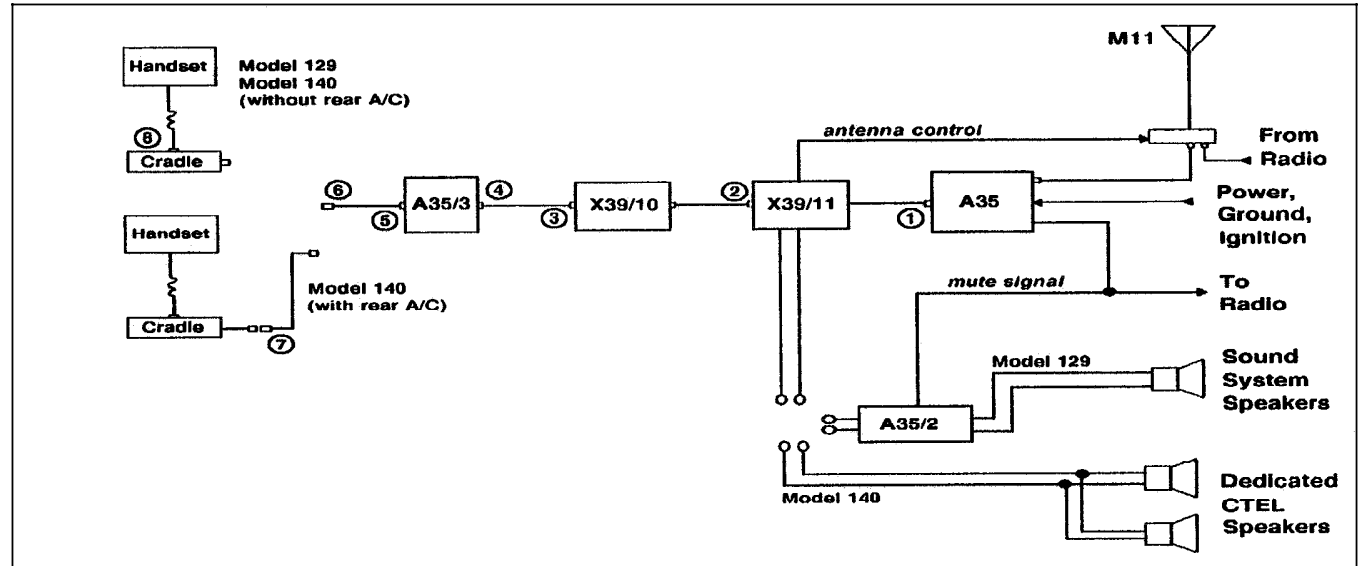 Handset
Model 129
Model 140
(without rear A/C)
8
Cradle
M11
antenna control
From
Radio
6
5
A35/3
4
3
X39/10
2
X39/11
1
A35
Power,
Ground,
Ignition
Handset
Model 140
(with rear A/C)
Cradle
7
mute signal
To
Radio
Model 129
Sound
System
Speakers
A35/2
Model 140
Dedicated
CTEL
Speakers